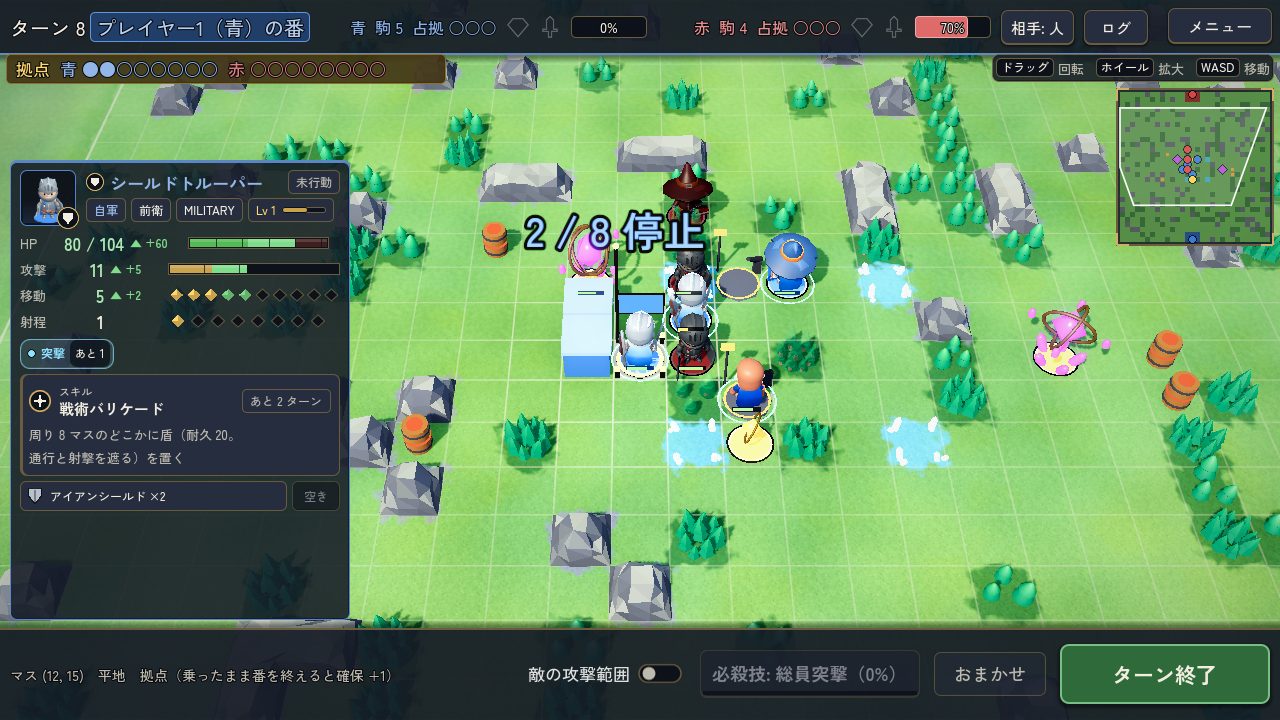 ターン 8 プレイヤー1（青）の番 青 駒 5 占拠 〇〇〇 0% 赤 駒 4 占拠 〇〇〇 70% 相手: 人 ログ メニュー
拠点 青 赤
ドラッグ 回転 ホイール 拡大 WASD 移動
シールドトルーパー 未行動
自軍 前衛 MILITARY Lv 1
HP 80 / 104 ▲+60
攻撃 11 ▲+5
移動 5 ▲+2
射程 1
突撃 あと 1
スキル
戦術バリケード あと 2 ターン
周り 8 マスのどこかに盾（耐久 20。
通行と射撃を遮る）を置く
アイアンシールド ×2 空き
2 / 8 停止
マス (12, 15) 平地 拠点（乗ったまま番を終えると確保 +1）
敵の攻撃範囲 必殺技: 総員突撃（0%） おまかせ ターン終了